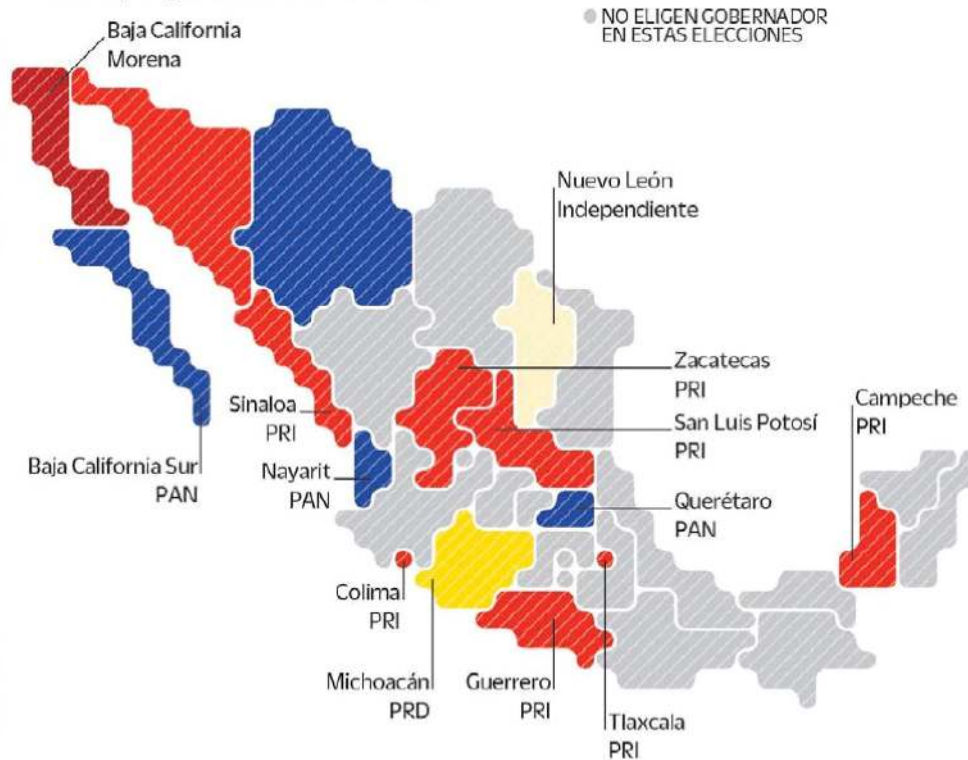 NO ELIGEN GOBERNADOR
EN ESTAS ELECCIONES
Baja California
Morena
Nuevo León
Independiente
Zacatecas
PRI
Campeche
PRI
Sinaloa
PRI
San Luis Potosí
PRI
Baja California Sur
PAN
Nayarit
PAN
Querétaro
PAN
Colima
PRI
Michoacán
PRD
Guerrero
PRI
Tlaxcala
PRI